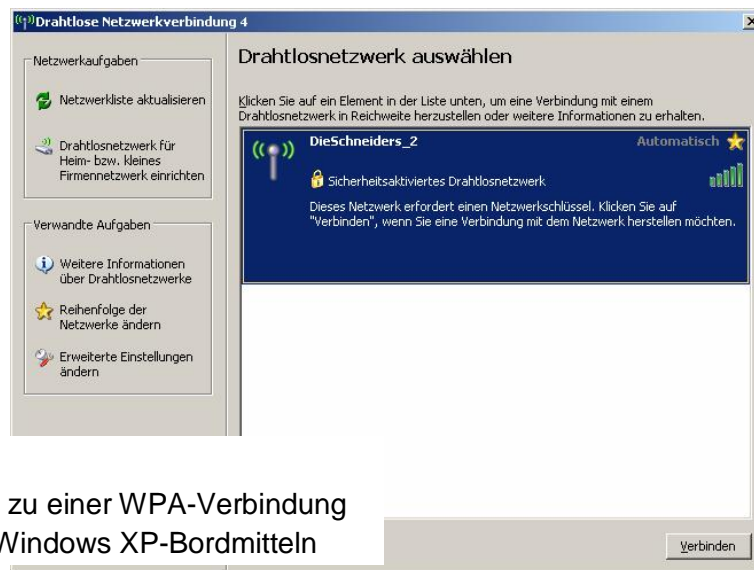 Drahtlose Netzwerkverbindung 4
Netzwerkaufgaben
Netzwerkliste aktualisieren
Drahtlosnetzwerk für
Heim- bzw. kleines
Firmennetzwerk einrichten
Verwandte Aufgaben
Weitere Informationen
über Drahtlosnetzwerke
Reihenfolge der
Netzwerke ändern
Erweiterte Einstellungen
ändern
Drahtlosnetzwerk auswählen
Klicken Sie auf ein Element in der Liste unten, um eine Verbindung mit einem
Drahtlosnetzwerk in Reichweite herzustellen oder weitere Informationen zu erhalten.
DieSchneiders_2 Automatisch
Sicherheitsaktiviertes Drahtlosnetzwerk
Dieses Netzwerk erfordert einen Netzwerkschlüssel. Klicken Sie auf
"Verbinden", wenn Sie eine Verbindung mit dem Netzwerk herstellen möchten.
zu einer WPA-Verbindung
Windows XP-Bordmitteln
Verbinden